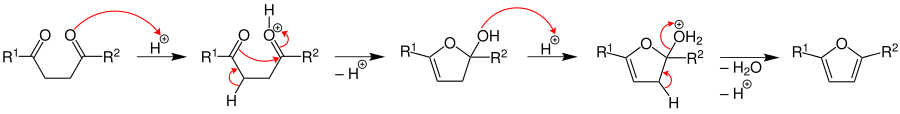 O O
R1 R2
H⊕
H
O O⊕
R1 R2
H
– H⊕
O OH
R1 R2
H⊕
⊕
O OH2
R1 R2
H
– H2O
– H⊕
R1 O R2